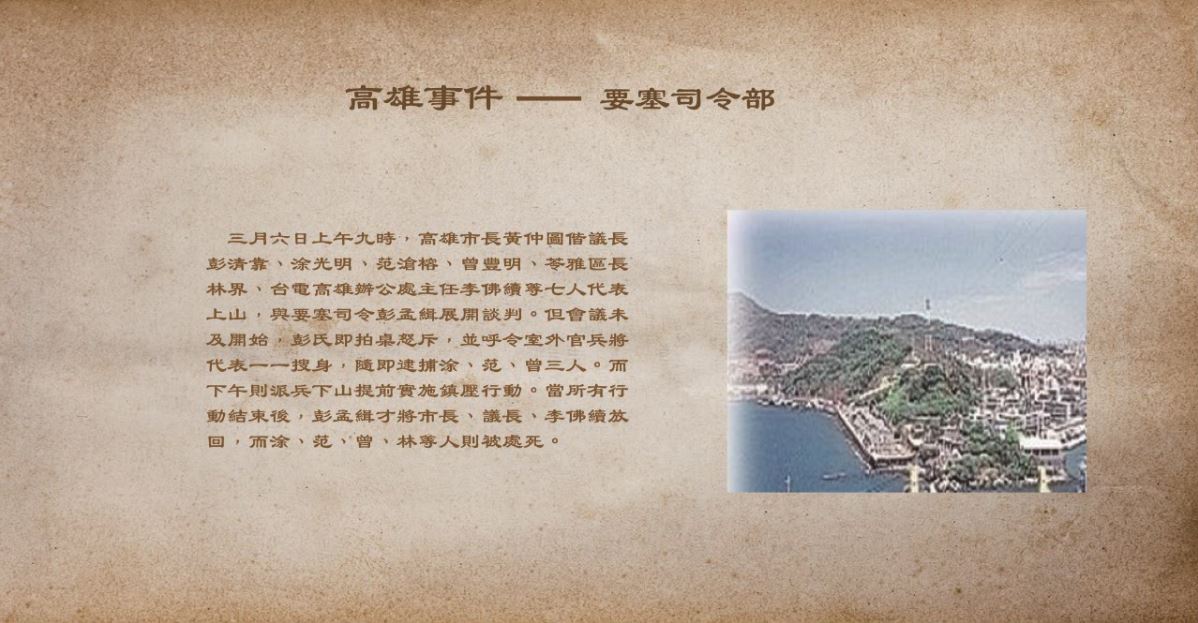 高雄事件 —— 要塞司令部
三月六日上午九時，高雄市長黃仲圖偕議長
彭清靠、涂光明、范滄榕、曾豐明、苓雅區長
林界、台電高雄辦公處主任李佛續等七人代表
上山，與要塞司令彭孟緝展開談判。但會議未
及開始，彭氏即拍桌怒斥，並呼令室外官兵將
代表一一搜身，隨即逮捕涂、范、曾三人。而
下午則派兵下山提前實施鎮壓行動。當所有行
動結束後，彭孟緝才將市長、議長、李佛續放
回，而涂、范、曾、林等人則被處死。